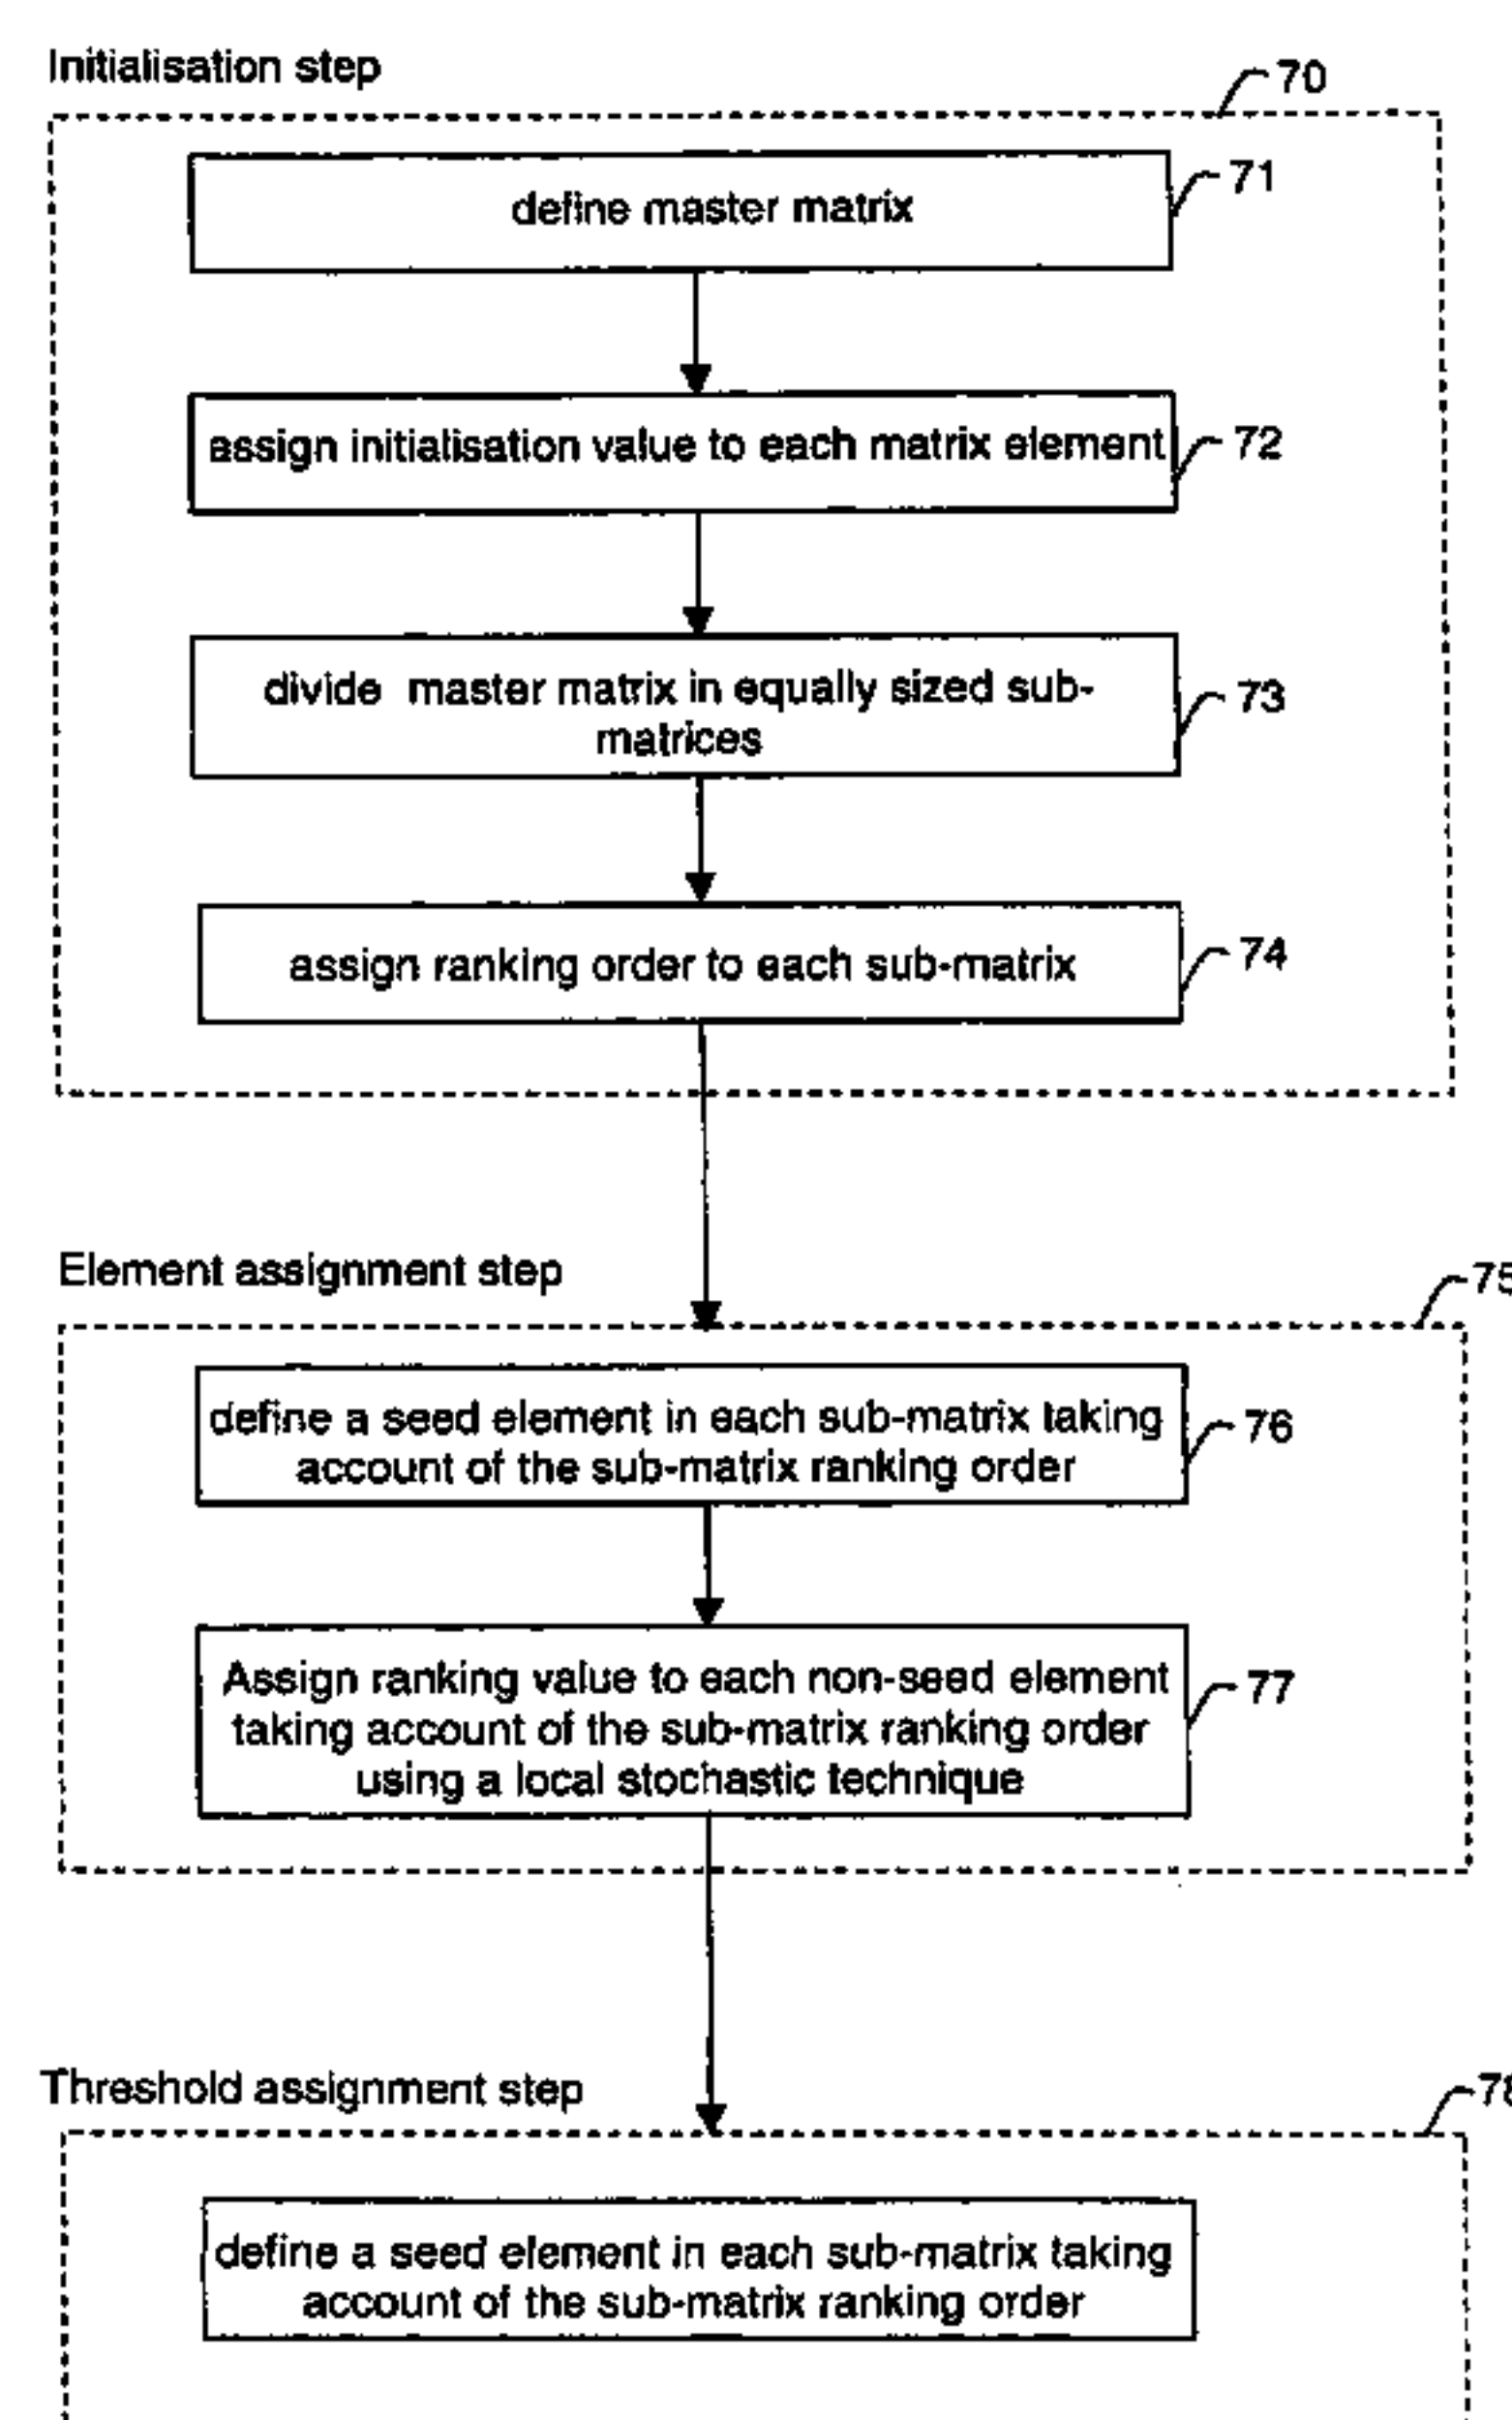 Initialisation step
70
define master matrix
71
assign initialisation value to each matrix element
72
divide master matrix in equally sized sub-
matrices
73
assign ranking order to each sub-matrix
74
Element assignment step
75
define a seed element in each sub-matrix taking
account of the sub-matrix ranking order
76
Assign ranking value to each non-seed element
taking account of the sub-matrix ranking order
using a local stochastic technique
77
Threshold assignment step
78
define a seed element in each sub-matrix taking
account of the sub-matrix ranking order